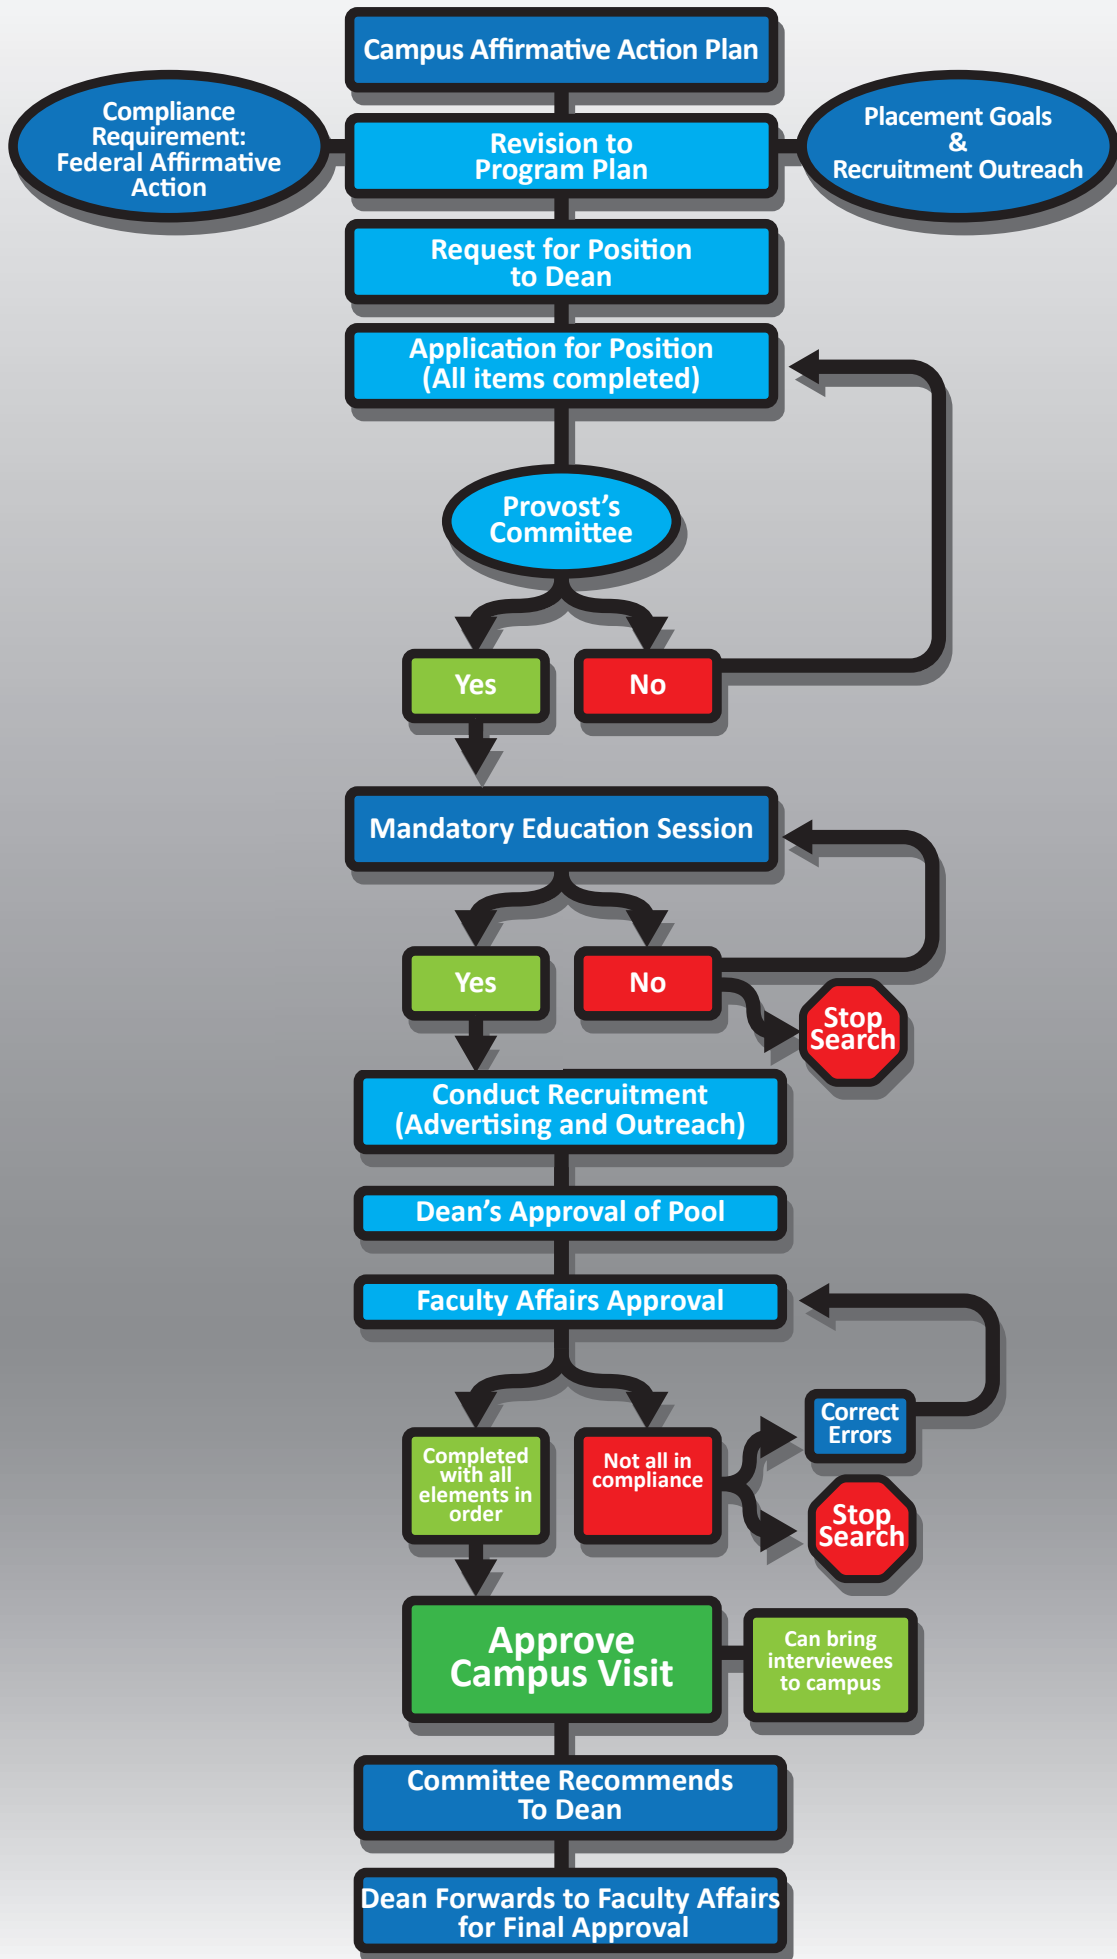 Campus Affirmative Action Plan
Compliance
Requirement:
Federal Affirmative
Action
Revision to
Program Plan
Placement Goals
&
Recruitment Outreach
Request for Position
to Dean
Application for Position
(All items completed)
Provost’s
Committee
Yes
No
Mandatory Education Session
Yes
No
Stop
Search
Conduct Recruitment
(Advertising and Outreach)
Dean’s Approval of Pool
Faculty Affairs Approval
Completed
with all
elements in
order
Not all in
compliance
Correct
Errors
Stop
Search
Approve
Campus Visit
Can bring
interviewees
to campus
Committee Recommends
To Dean
Dean Forwards to Faculty Affairs
for Final Approval